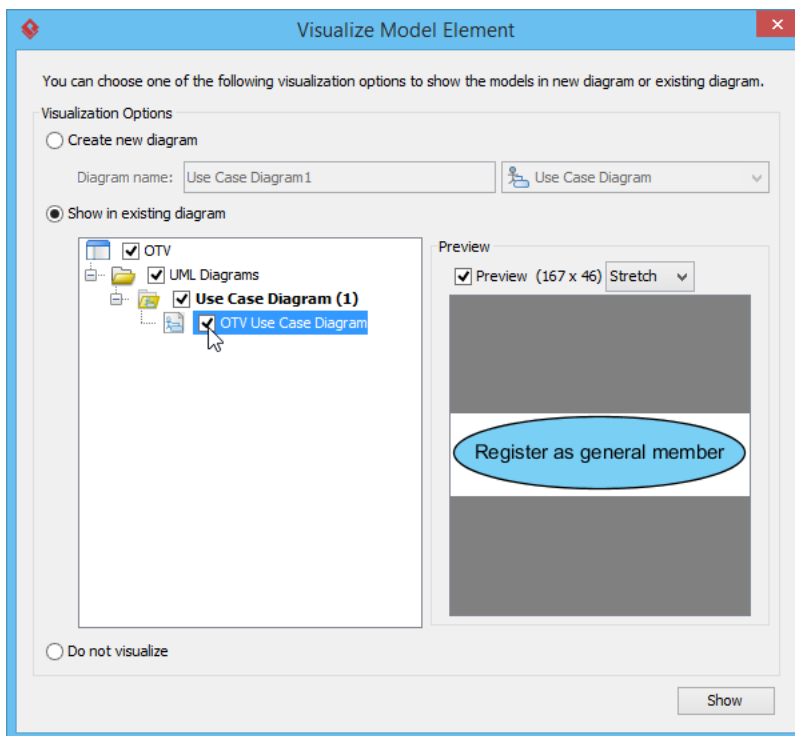 Visualize Model Element
You can choose one of the following visualization options to show the models in new diagram or existing diagram.
Visualization Options
Create new diagram
Diagram name: Use Case Diagram1 Use Case Diagram
Show in existing diagram
OTV
UML Diagrams
Use Case Diagram (1)
OTV Use Case Diagram
Preview
Preview (167 x 46) Stretch
Register as general member
Do not visualize
Show